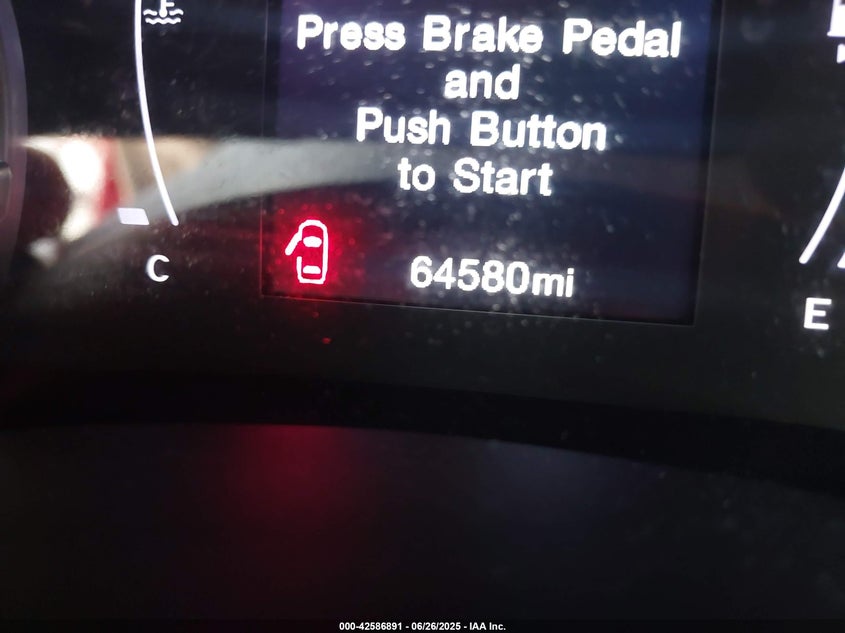 Press Brake Pedal
and
Push Button
to Start
64580mi
C
E
000-42586891 - 06/26/2025 - IAA Inc.